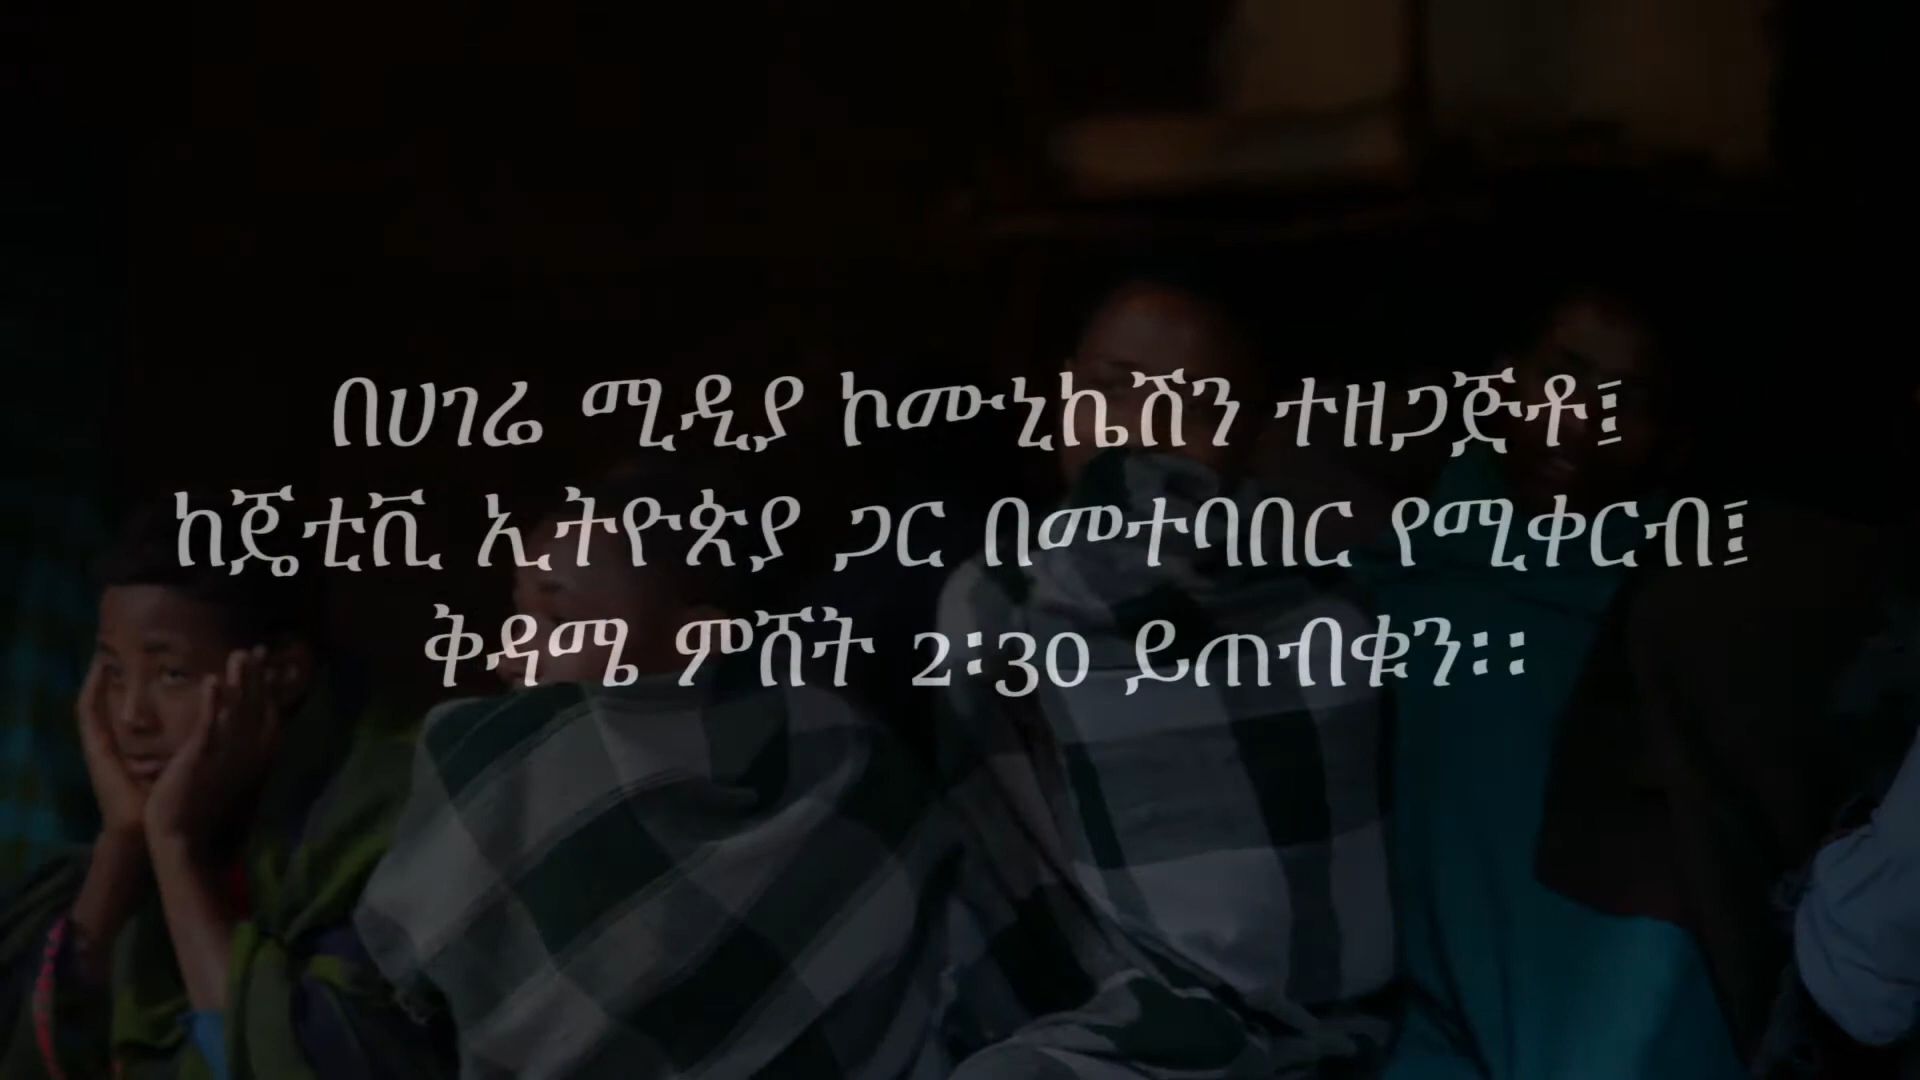 በሀገሬ ሚዲያ ኮሙኒኬሽን ተዘጋጅቶ፤
ከጄቲቪ ኢትዮጵያ ጋር በመተባበር የሚቀርብ፤
ቅዳሜ ምሽት 2፡30 ይጠብቁን፡፡